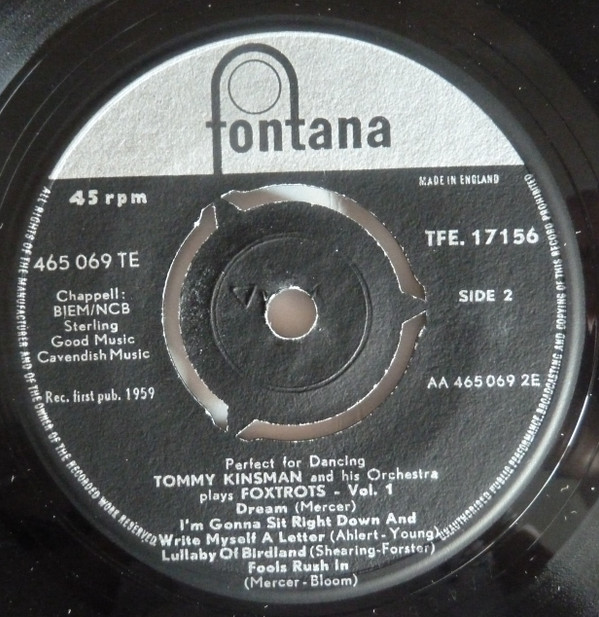 fontana
MADE IN ENGLAND
45 rpm
TFE. 17156
465 069 TE
SIDE 2
Chappell:
BIEM/NCB
Sterling
Good Music
Cavendish Music
Rec. first pub. 1959
AA 465069 2E
Perfect for Dancing
TOMMY KINSMAN and his Orchestra
plays FOXTROTS - Vol. 1
Dream (Mercer)
I'm Gonna Sit Right Down And
Write Myself A Letter (Ahlert-Young)
Lullaby Of Birdland (Shearing-Forster)
Fools Rush In
(Mercer-Bloom)
ALL RIGHTS OF THE MANUFACTURER AND OF THE OWNER OF THE RECORDED WORK RESERVED
UNAUTHORISED PUBLIC PERFORMANCE, BROADCASTING AND COPYING OF THIS RECORD PROHIBITED